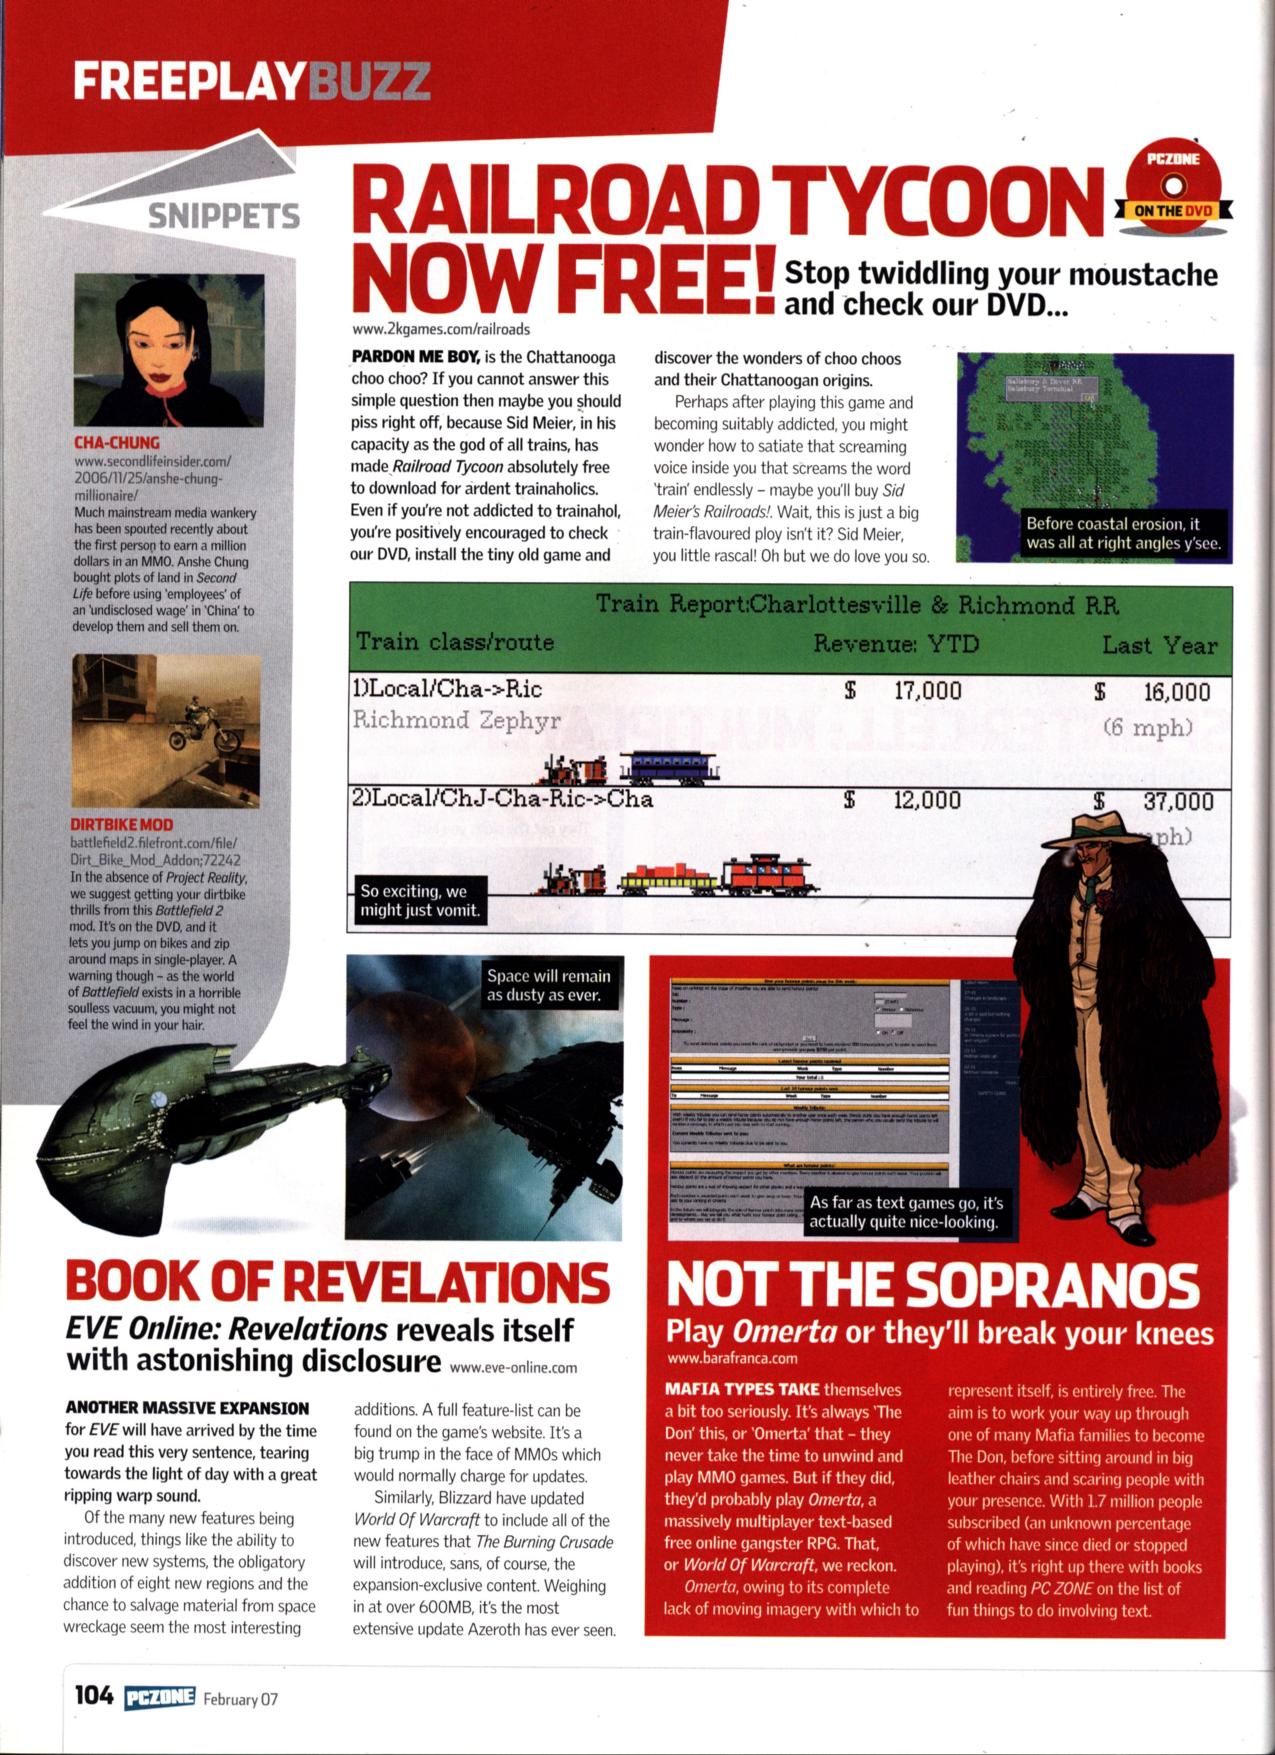 FREEPLAYBUZZ
SNIPPETS
CHA-CHUNG
www.secondlifeinsider.com/
2006/11/25/anshe-chung-
millionaire/
Much mainstream media wankery
has been spouted recently about
the first person to earn a million
dollars in an MMO. Anshe Chung
bought plots of land in Second
Life before using 'employees' of
an 'undisclosed wage' in 'China' to
develop them and sell them on.
DIRTBIKE MOD
battlefield2.filefront.com/file/
Dirt_Bike_Mod_Addon;72242
In the absence of Project Reality,
we suggest getting your dirtbike
thrills from this Battlefield 2
mod. It's on the DVD, and it
lets you jump on bikes and zip
around maps in single-player. A
warning though – as the world
of Battlefield exists in a horrible
soulless vacuum, you might not
feel the wind in your hair.
RAILROAD TYCOON
NOW FREE!
Stop twiddling your moustache
and check our DVD...
PCZONE
ON THE DVD
www.2kgames.com/railroads
PARDON ME BOY, is the Chattanooga
choo choo? If you cannot answer this
simple question then maybe you should
piss right off, because Sid Meier, in his
capacity as the god of all trains, has
made Railroad Tycoon absolutely free
to download for ardent trainaholics.
Even if you're not addicted to trainahol,
you're positively encouraged to check
our DVD, install the tiny old game and
discover the wonders of choo choos
and their Chattanoogan origins.
Perhaps after playing this game and
becoming suitably addicted, you might
wonder how to satiate that screaming
voice inside you that screams the word
'train' endlessly – maybe you'll buy Sid
Meier's Railroads!. Wait, this is just a big
train-flavoured ploy isn't it? Sid Meier,
you little rascal! Oh but we do love you so.
Before coastal erosion, it
was all at right angles y'see.
Train Report:Charlottesville & Richmond RR
Train class/route Revenue: YTD Last Year
1)Local/Cha->Ric $ 17,000 $ 16,000
Richmond Zephyr (6 mph)
2)Local/ChJ-Cha-Ric->Cha $ 12,000 $ 37,000
mph)
So exciting, we
might just vomit.
Space will remain
as dusty as ever.
BOOK OF REVELATIONS
EVE Online: Revelations reveals itself
with astonishing disclosure www.eve-online.com
ANOTHER MASSIVE EXPANSION
for EVE will have arrived by the time
you read this very sentence, tearing
towards the light of day with a great
ripping warp sound.
Of the many new features being
introduced, things like the ability to
discover new systems, the obligatory
addition of eight new regions and the
chance to salvage material from space
wreckage seem the most interesting
additions. A full feature-list can be
found on the game's website. It's a
big trump in the face of MMOs which
would normally charge for updates.
Similarly, Blizzard have updated
World Of Warcraft to include all of the
new features that The Burning Crusade
will introduce, sans, of course, the
expansion-exclusive content. Weighing
in at over 600MB, it's the most
extensive update Azeroth has ever seen.
As far as text games go, it's
actually quite nice-looking.
NOT THE SOPRANOS
Play Omerta or they'll break your knees
www.barafranca.com
MAFIA TYPES TAKE themselves
a bit too seriously. It's always 'The
Don' this, or 'Omerta' that – they
never take the time to unwind and
play MMO games. But if they did,
they'd probably play Omerta, a
massively multiplayer text-based
free online gangster RPG. That,
or World Of Warcraft, we reckon.
Omerta, owing to its complete
lack of moving imagery with which to
represent itself, is entirely free. The
aim is to work your way up through
one of many Mafia families to become
The Don, before sitting around in big
leather chairs and scaring people with
your presence. With 1.7 million people
subscribed (an unknown percentage
of which have since died or stopped
playing), it's right up there with books
and reading PC ZONE on the list of
fun things to do involving text.
104 PCZONE February 07